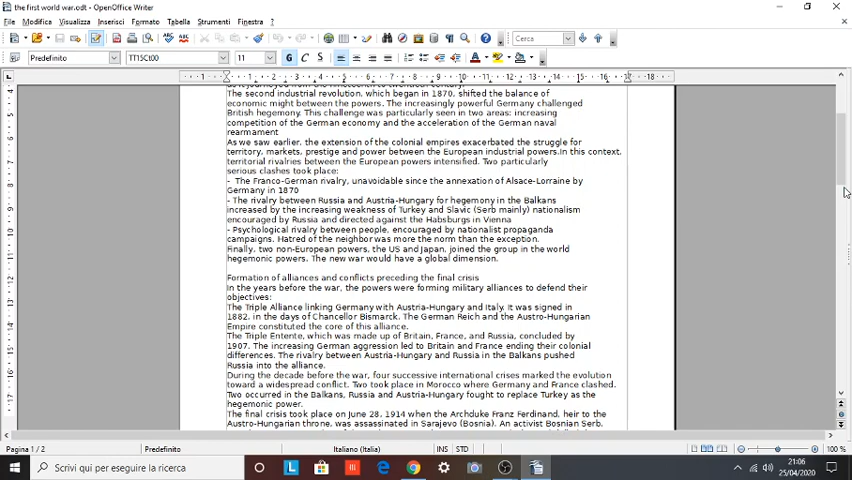 the first world war.odt - OpenOffice Writer
File Modifica Visualizza Inserisci Formato Tabella Strumenti Finestra ?
Cerca
Predefinito TT15Ct00 11 G C S
1 1 2 3 4 5 6 7 8 9 10 11 12 13 14 15 16 18
The second industrial revolution, which began in 1870, shifted the balance of
economic might between the powers. The increasingly powerful Germany challenged
British hegemony. This challenge was particularly seen in two areas: increasing
competition of the German economy and the acceleration of the German naval
rearmament
As we saw earlier, the extension of the colonial empires exacerbated the struggle for
territory, markets, prestige and power between the European industrial powers.In this context,
territorial rivalries between the European powers intensified. Two particularly
serious clashes took place:
- The Franco-German rivalry, unavoidable since the annexation of Alsace-Lorraine by
Germany in 1870
- The rivalry between Russia and Austria-Hungary for hegemony in the Balkans
increased by the increasing weakness of Turkey and Slavic (Serb mainly) nationalism
encouraged by Russia and directed against the Habsburgs in Vienna
- Psychological rivalry between people, encouraged by nationalist propaganda
campaigns. Hatred of the neighbor was more the norm than the exception.
Finally, two non-European powers, the US and Japan, joined the group in the world
hegemonic powers. The new war would have a global dimension.
Formation of alliances and conflicts preceding the final crisis
In the years before the war, the powers were forming military alliances to defend their
objectives:
The Triple Alliance linking Germany with Austria-Hungary and Italy. It was signed in
1882, in the days of Chancellor Bismarck. The German Reich and the Austro-Hungarian
Empire constituted the core of this alliance.
The Triple Entente, which was made up of Britain, France, and Russia, concluded by
1907. The increasing German aggression led to Britain and France ending their colonial
differences. The rivalry between Austria-Hungary and Russia in the Balkans pushed
Russia into the alliance.
During the decade before the war, four successive international crises marked the evolution
toward a widespread conflict. Two took place in Morocco where Germany and France clashed.
Two occurred in the Balkans, Russia and Austria-Hungary fought to replace Turkey as the
hegemonic power.
The final crisis took place on June 28, 1914 when the Archduke Franz Ferdinand, heir to the
Austro-Hungarian throne, was assassinated in Sarajevo (Bosnia). An activist Bosnian Serb,
Pagina 1 / 2 Predefinito Italiano (Italia) INS STD 100 %
Scrivi qui per eseguire la ricerca
21:06
25/04/2020